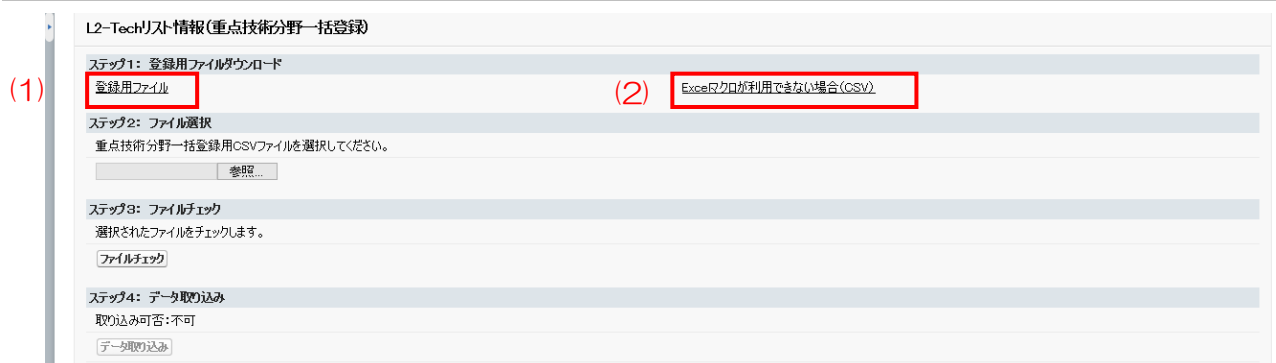 L2-Techリスト情報(重点技術分野一括登録)
ステップ1: 登録用ファイルダウンロード
(1) 登録用ファイル (2) Excelマクロが利用できない場合(CSV)
ステップ2: ファイル選択
重点技術分野一括登録用CSVファイルを選択してください。
参照...
ステップ3: ファイルチェック
選択されたファイルをチェックします。
ファイルチェック
ステップ4: データ取り込み
取り込み可否:不可
データ取り込み